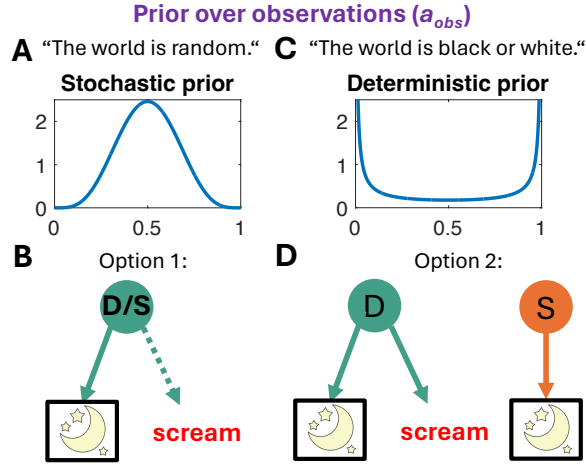 Prior over observations (a_obs)
A "The world is random."
C "The world is black or white."
Stochastic prior
Deterministic prior
2
1
0
0 0.5 1
2
1
0
0 0.5 1
B Option 1:
D Option 2:
D/S
D
S
scream
scream